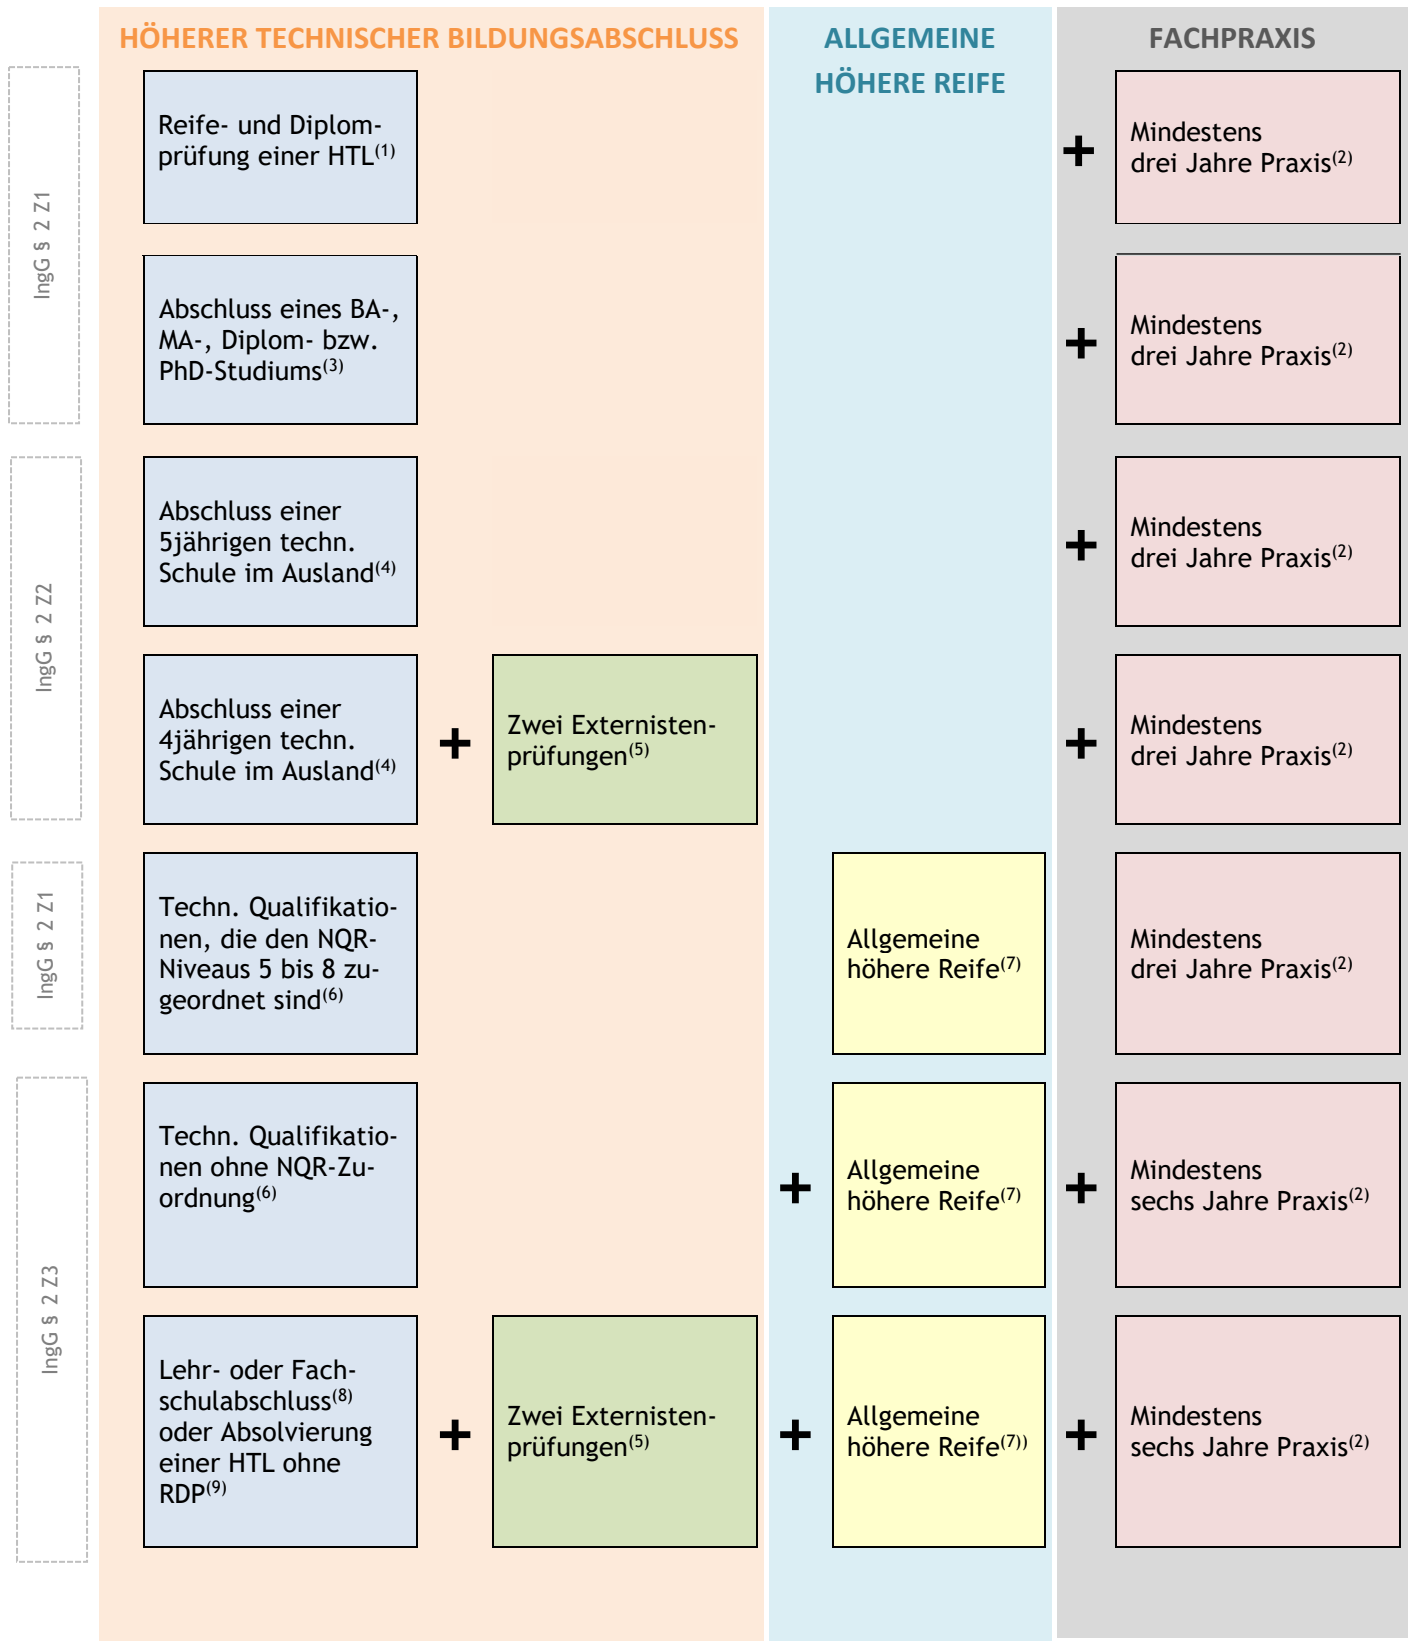 HÖHERER TECHNISCHER BILDUNGSABSCHLUSS
ALLGEMEINE
HÖHERE REIFE
FACHPRAXIS
IngG § 2 Z1
Reife- und Diplom-
prüfung einer HTL(1)
+
Mindestens
drei Jahre Praxis(2)
Abschluss eines BA-,
MA-, Diplom- bzw.
PhD-Studiums(3)
+
Mindestens
drei Jahre Praxis(2)
IngG § 2 Z2
Abschluss einer
5jährigen techn.
Schule im Ausland(4)
+
Mindestens
drei Jahre Praxis(2)
Abschluss einer
4jährigen techn.
Schule im Ausland(4)
+
Zwei Externisten-
prüfungen(5)
+
Mindestens
drei Jahre Praxis(2)
IngG § 2 Z1
Techn. Qualifikatio-
nen, die den NQR-
Niveaus 5 bis 8 zu-
geordnet sind(6)
Allgemeine
höhere Reife(7)
Mindestens
drei Jahre Praxis(2)
IngG § 2 Z3
Techn. Qualifikatio-
nen ohne NQR-Zu-
ordnung(6)
+
Allgemeine
höhere Reife(7)
+
Mindestens
sechs Jahre Praxis(2)
Lehr- oder Fach-
schulabschluss(8)
oder Absolvierung
einer HTL ohne
RDP(9)
+
Zwei Externisten-
prüfungen(5)
+
Allgemeine
höhere Reife(7))
+
Mindestens
sechs Jahre Praxis(2)